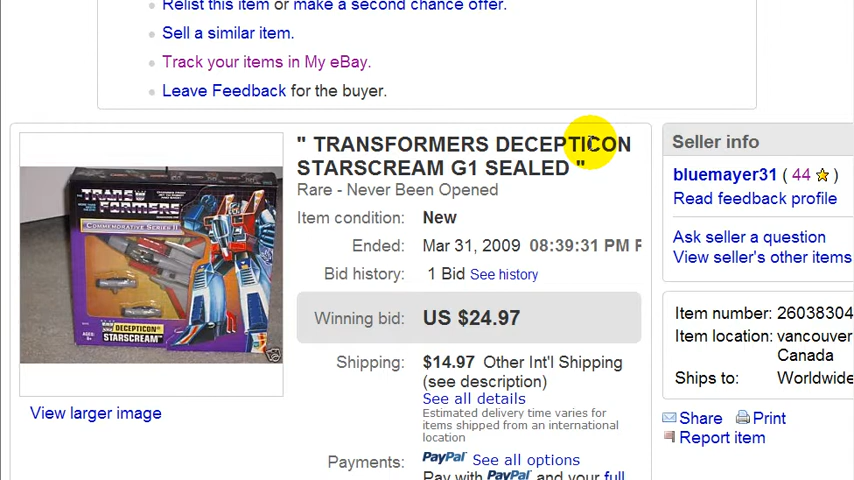 Relist this item or make a second chance offer.
Sell a similar item.
Track your items in My eBay.
Leave Feedback for the buyer.
" TRANSFORMERS DECEPTICON
STARSCREAM G1 SEALED "
Rare - Never Been Opened
Item condition: New
Ended: Mar 31, 2009 08:39:31 PM
Bid history: 1 Bid See history
Winning bid: US $24.97
Shipping: $14.97 Other Int'l Shipping
(see description)
See all details
Estimated delivery time varies for
items shipped from an international
location
Payments: PayPal See all options
Pay with PayPal and your full
TRANSFORMERS
COMMEMORATIVE SERIES II
DECEPTICON
STARSCREAM
View larger image
Seller info
bluemayer31 ( 44 )
Read feedback profile
Ask seller a question
View seller's other items
Item number: 26038304
Item location: vancouver
Canada
Ships to: Worldwide
Share Print
Report item